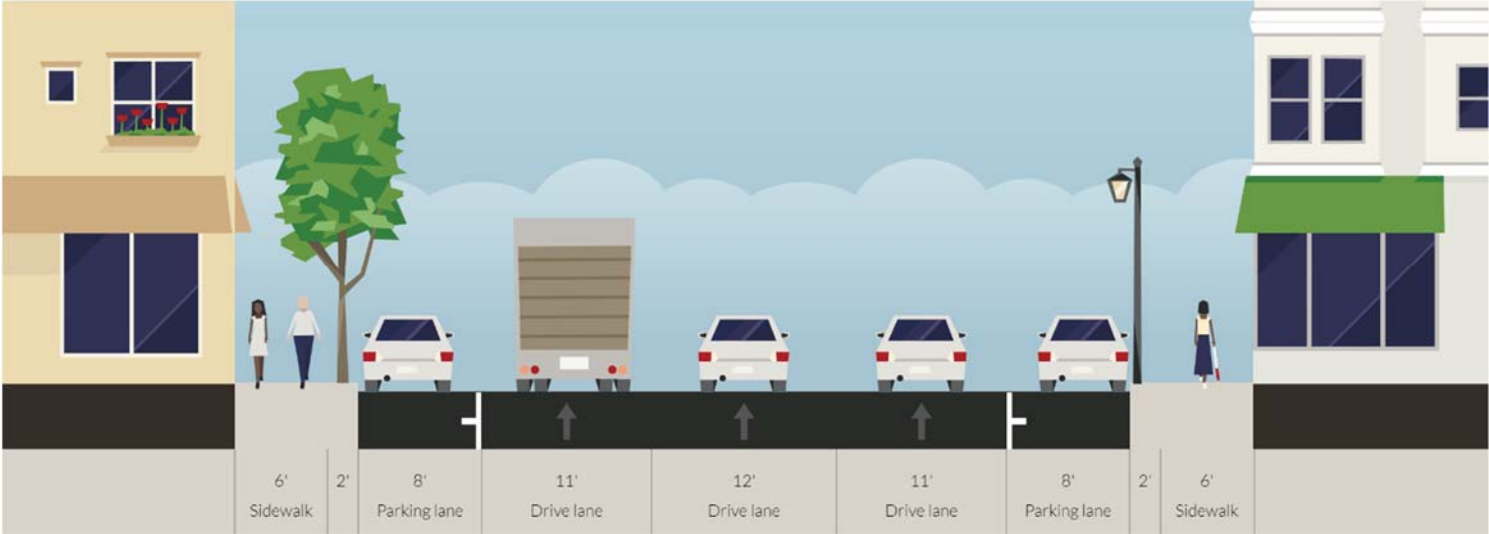 6' 2' 8' 11' 12' 11' 8' 2' 6'
Sidewalk Parking lane Drive lane Drive lane Drive lane Parking lane Sidewalk